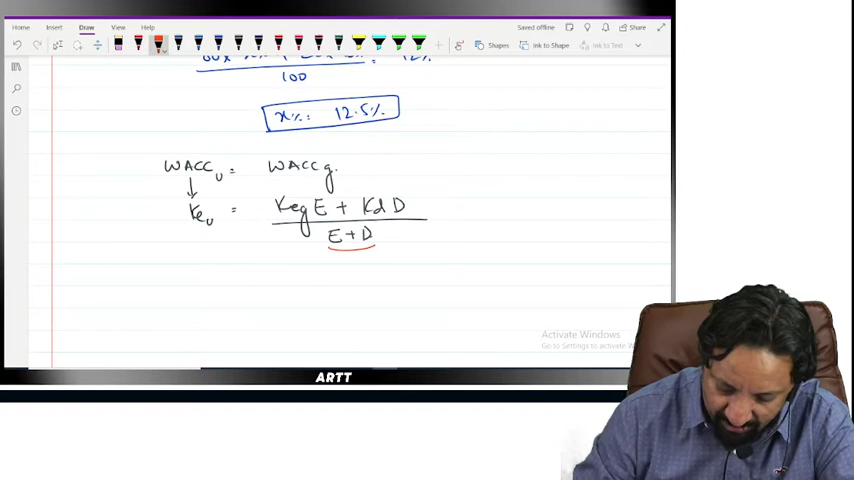 Home Insert Draw View Help
Saved offline
Share
Shapes Ink to Shape Ink to Text
100
x%: 12.5%
WACCu = WACCg.
Keu = KegE + KdD
E + D
Activate Windows
Go to Settings to activate
ARTT